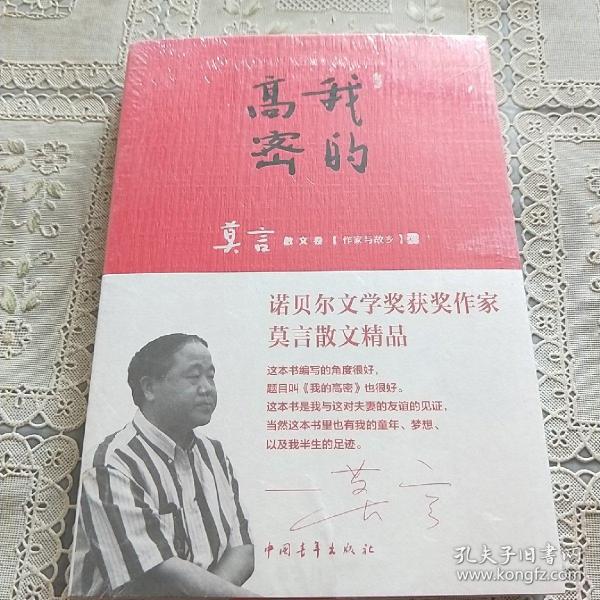 我的
高密
莫言 散文卷【作家与故乡】
诺贝尔文学奖获奖作家
莫言散文精品
这本书编写的角度很好,
题目叫《我的高密》也很好。
这本书是我与这对夫妻的友谊的见证,
当然这本书里也有我的童年、梦想、
以及我半生的足迹。
——莫言
中国青年出版社
孔夫子旧书网
www.kongfz.com